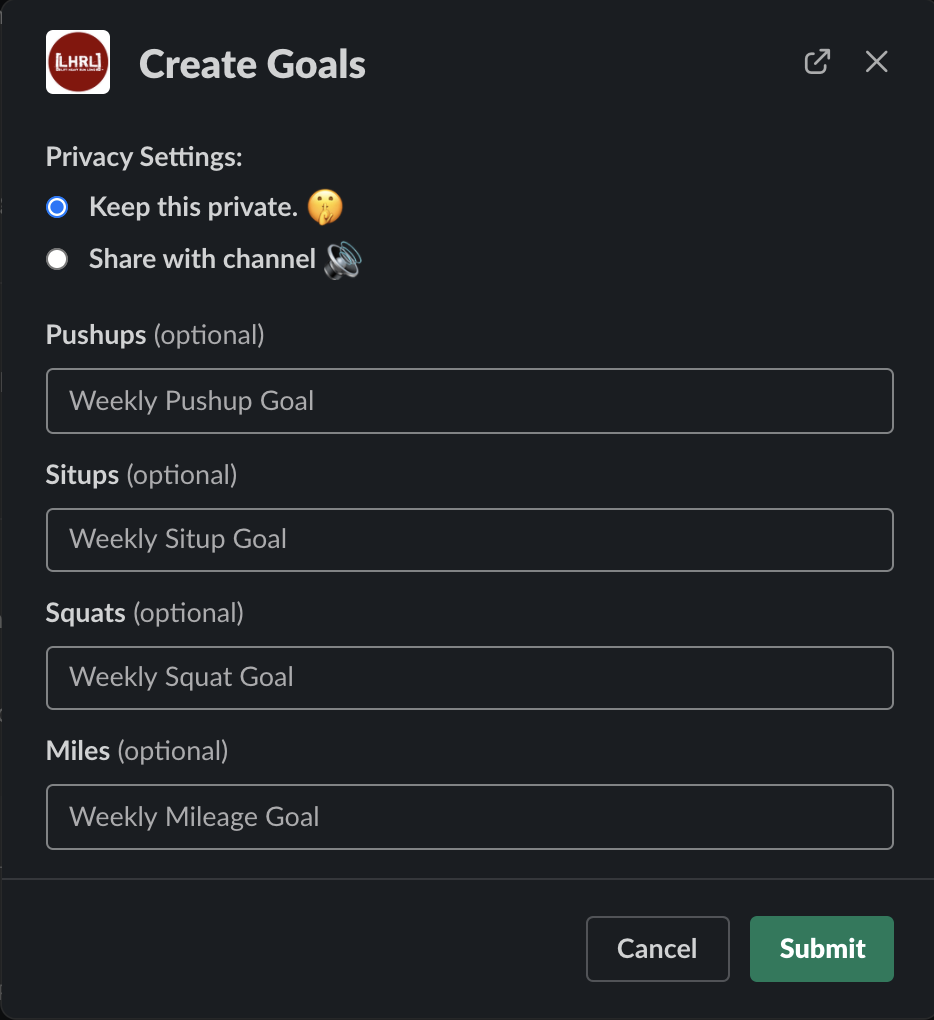 [LHRL]
Create Goals
Privacy Settings:
Keep this private. 🤫
Share with channel 🔊
Pushups (optional)
Weekly Pushup Goal
Situps (optional)
Weekly Situp Goal
Squats (optional)
Weekly Squat Goal
Miles (optional)
Weekly Mileage Goal
Cancel
Submit